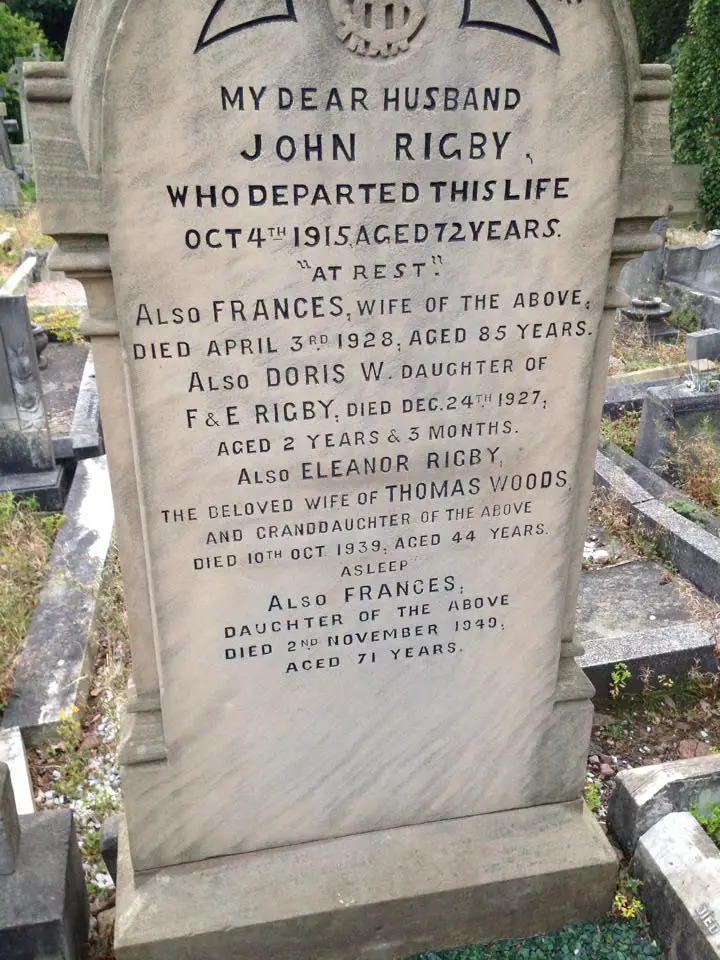 IHS
MY DEAR HUSBAND
JOHN RIGBY,
WHO DEPARTED THIS LIFE
OCT 4TH 1915, AGED 72 YEARS.
"AT REST".
ALSO FRANCES, WIFE OF THE ABOVE,
DIED APRIL 3RD 1928, AGED 85 YEARS.
ALSO DORIS W. DAUGHTER OF
F & E RIGBY, DIED DEC. 24TH 1927,
AGED 2 YEARS & 3 MONTHS.
ALSO ELEANOR RIGBY,
THE BELOVED WIFE OF THOMAS WOODS,
AND GRANDDAUGHTER OF THE ABOVE
DIED 10TH OCT. 1939, AGED 44 YEARS.
ASLEEP
ALSO FRANCES,
DAUGHTER OF THE ABOVE
DIED 2ND NOVEMBER 1949,
AGED 71 YEARS.
DIED